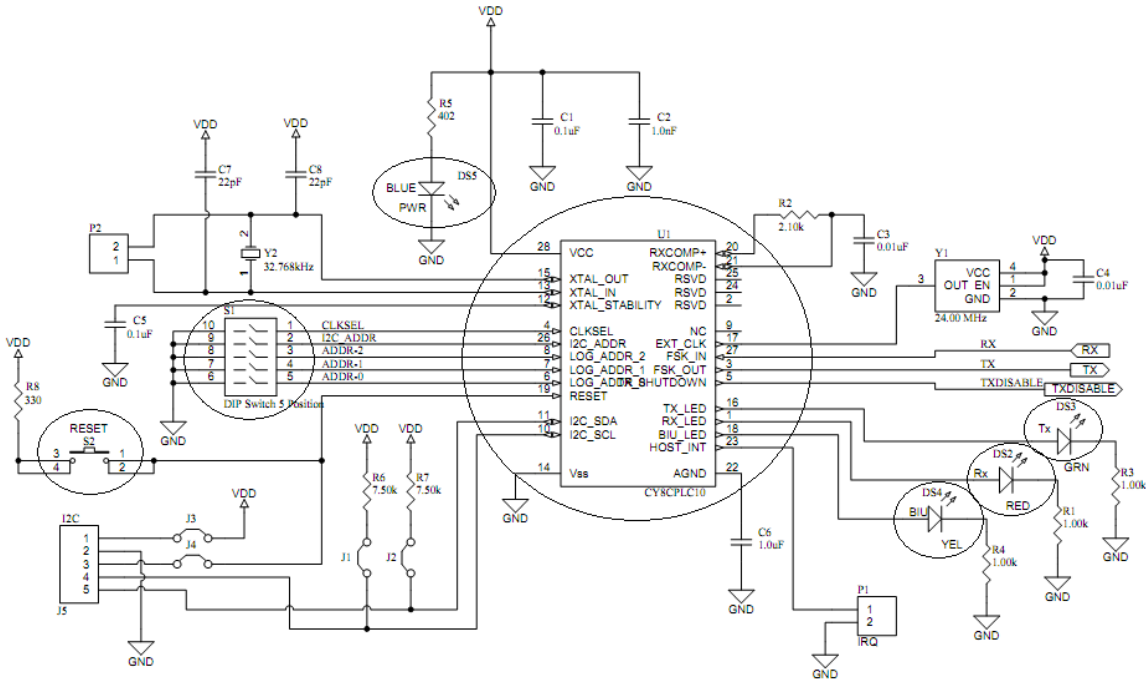 VDD
R5
402
C1
0.1uF
C2
1.0nF
GND
GND
VDD
VDD
C7
22pF
C8
22pF
BLUE
DS5
PWR
GND
P2
2
1
2
1
Y2
32.768kHz
C5
0.1uF
GND
U1
28 VCC
15 XTAL_OUT
13 XTAL_IN
12 XTAL_STABILITY
4 CLKSEL
26 I2C_ADDR
8 LOG_ADDR_2
7 LOG_ADDR_1
6
19 RESET
11 I2C_SDA
10 I2C_SCL
14 Vss
RXCOMP+ 20
RXCOMP- 21
RSVD 25
RSVD 24
RSVD 2
NC 9
EXT_CLK 17
FSK_IN 27
FSK_OUT 3
SHUTDOWN 5
TX_LED 16
RX_LED 1
BIU_LED 18
HOST_INT 23
AGND 22
CY8CPLC10
GND
R2
2.10k
C3
0.01uF
GND
Y1
VDD
3
VCC 4
OUT EN 1
GND 2
24.00 MHz
C4
0.01uF
GND
RX RX
TX TX
TXDISABLE TXDISABLE
S1
10 1 CLKSEL
9 2 I2C_ADDR
8 3 ADDR-2
7 4 ADDR-1
6 5 ADDR-0
DIP Switch 5 Position
GND
VDD
R8
330
RESET
S2
3 1
4 2
VDD
VDD
R6
7.50k
R7
7.50k
J1
J2
I2C
1
2
3
4
5
J5
J3
J4
VDD
GND
DS3
Tx
GRN
DS2
Rx
RED
DS4
BIU
YEL
R3
1.00k
GND
R1
1.00k
GND
R4
1.00k
GND
C6
1.0uF
GND
P1
1
2
IRQ
GND